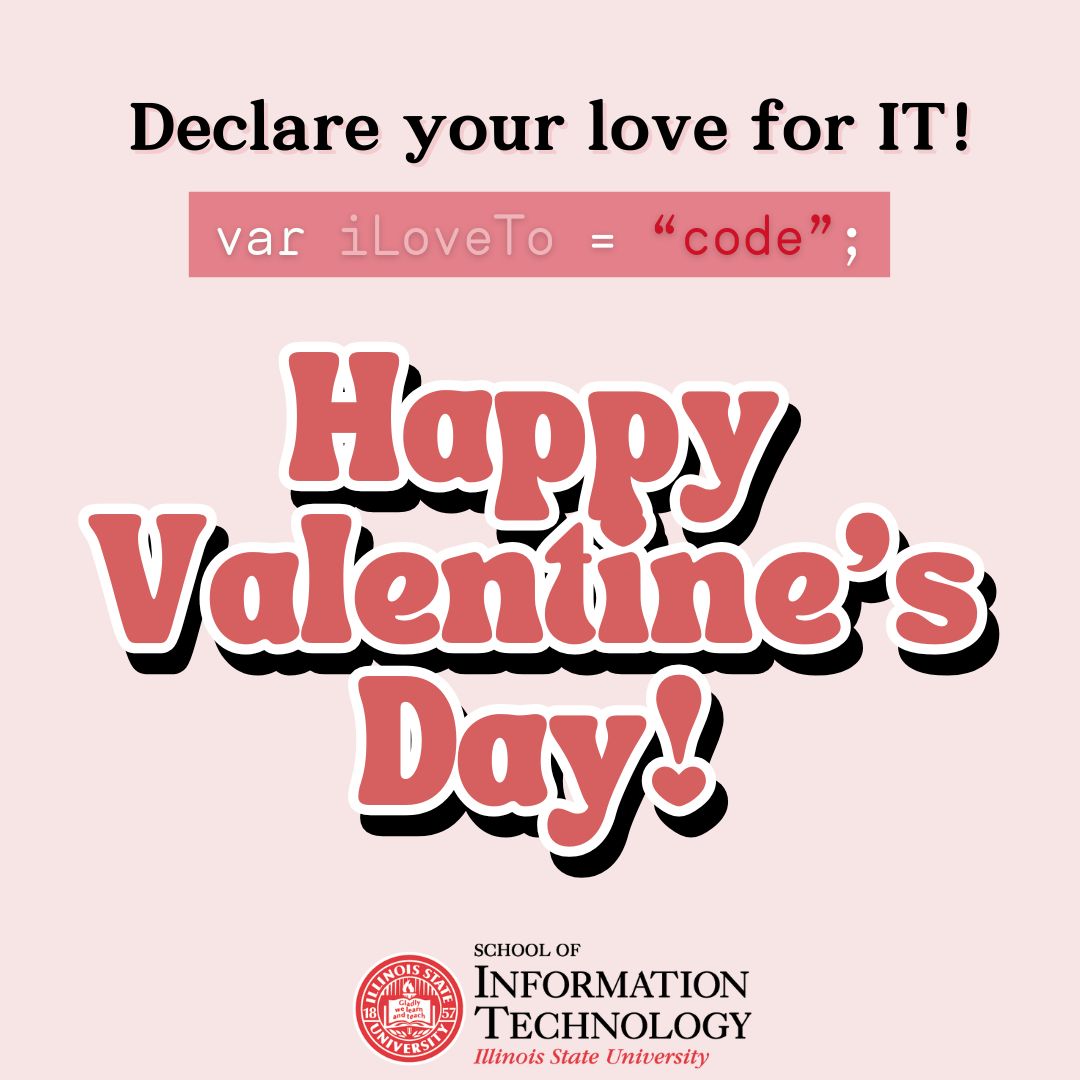 Declare your love for IT!
var iLoveTo = “code”;
Happy
Valentine’s
Day!
ILLINOIS STATE
18 57
Gladly
we learn
and teach
UNIVERSITY
SCHOOL OF
INFORMATION
TECHNOLOGY
Illinois State University